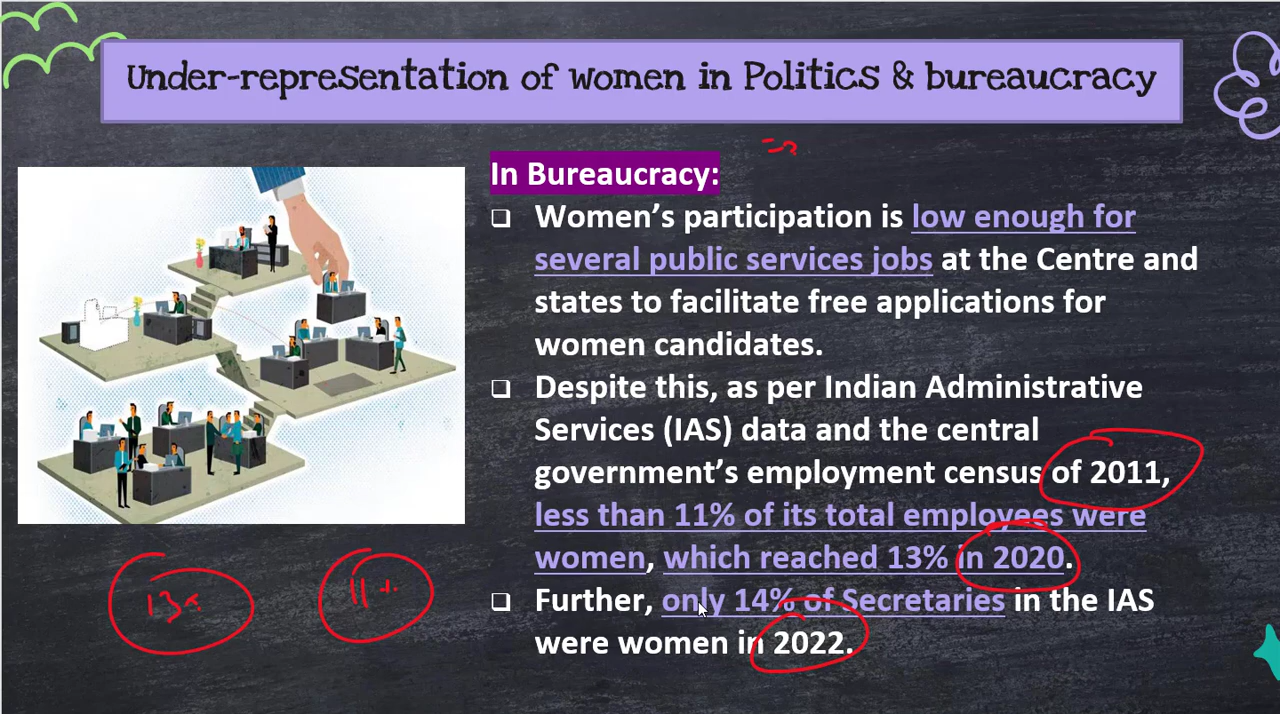 Under-representation of women in Politics & bureaucracy
In Bureaucracy:
❑ Women's participation is low enough for
several public services jobs at the Centre and
states to facilitate free applications for
women candidates.
❑ Despite this, as per Indian Administrative
Services (IAS) data and the central
government's employment census of 2011,
less than 11% of its total employees were
women, which reached 13% in 2020.
❑ Further, only 14% of Secretaries in the IAS
were women in 2022.
13%
11%